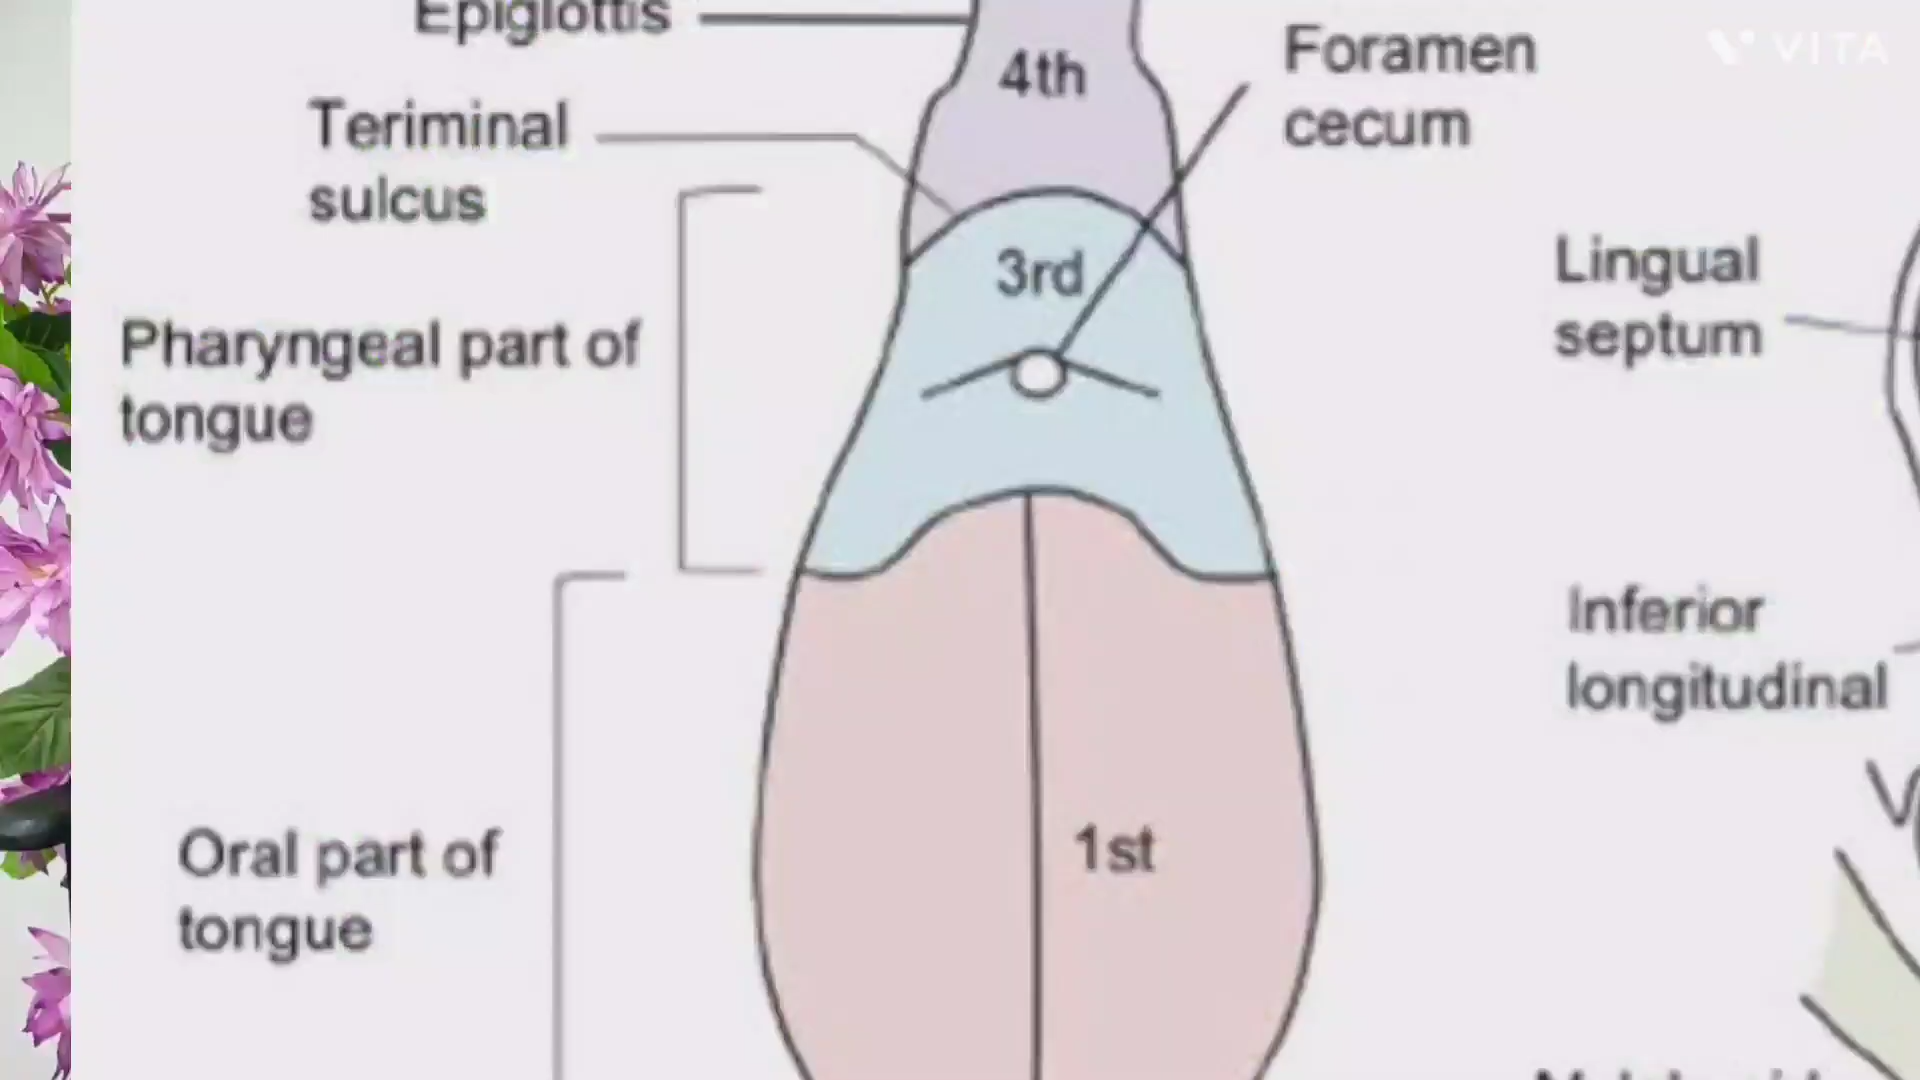 Epiglottis
4th
Foramen
cecum
VITA
Teriminal
sulcus
3rd
Pharyngeal part of
tongue
Lingual
septum
Inferior
longitudinal
1st
Oral part of
tongue